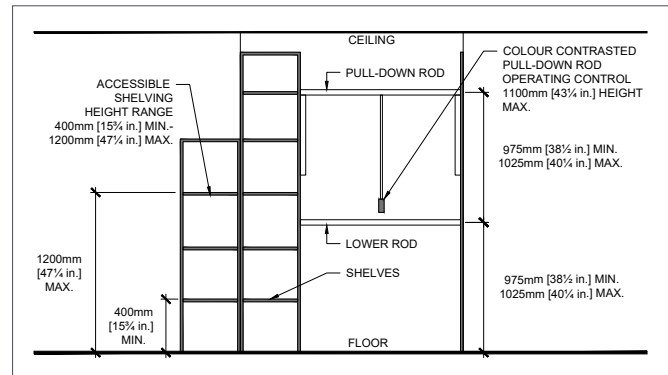 CEILING
PULL-DOWN ROD
COLOUR CONTRASTED
PULL-DOWN ROD
OPERATING CONTROL
1100mm [43¼ in.] HEIGHT
MAX.
ACCESSIBLE
SHELVING
HEIGHT RANGE
400mm [15¾ in.] MIN.-
1200mm [47¼ in.] MAX.
975mm [38½ in.] MIN.
1025mm [40¼ in.] MAX.
LOWER ROD
1200mm
[47¼ in.]
MAX.
SHELVES
975mm [38½ in.] MIN.
1025mm [40¼ in.] MAX.
400mm
[15¾ in.]
MIN.
FLOOR